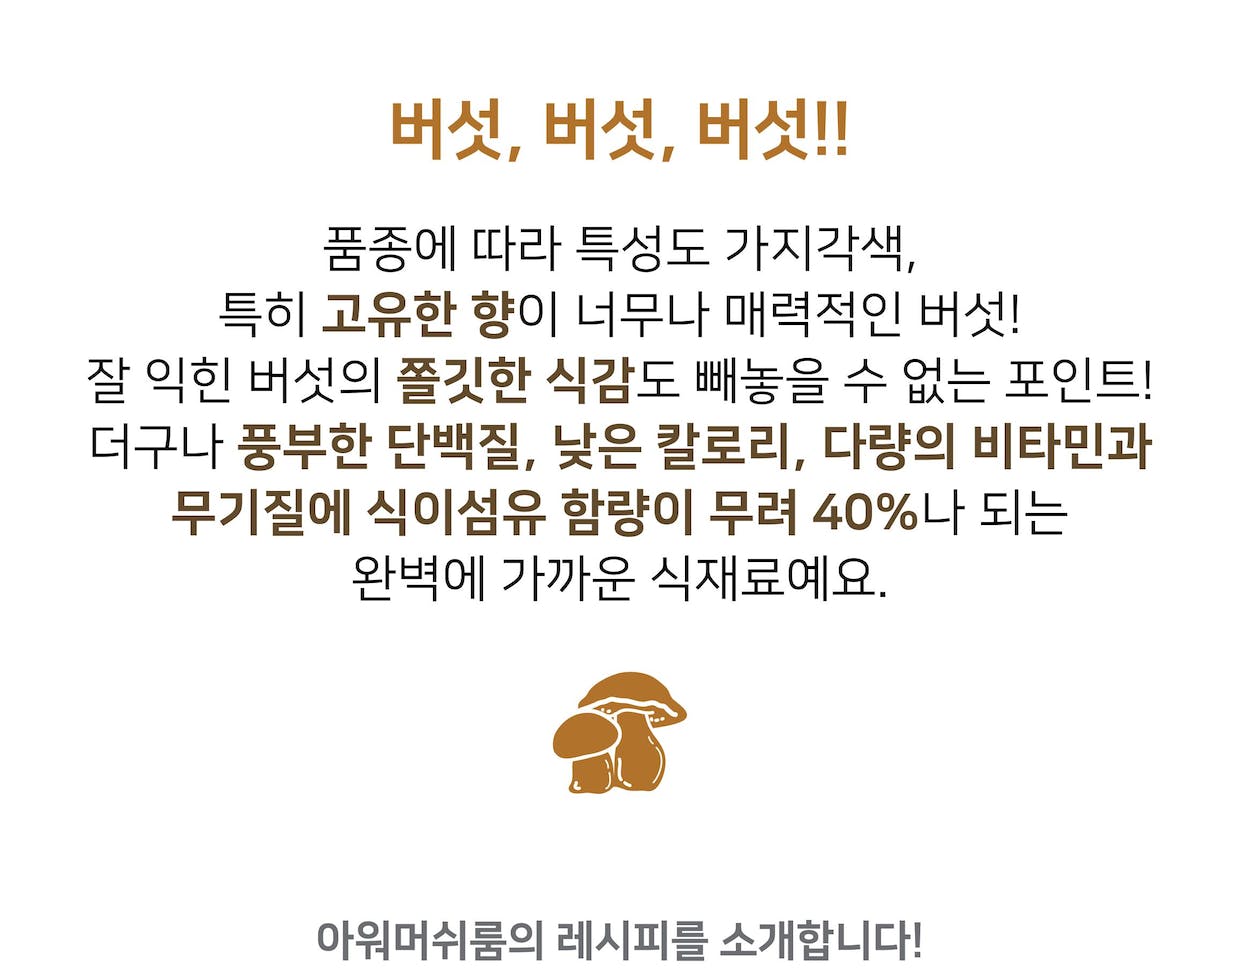 버섯, 버섯, 버섯!!
품종에 따라 특성도 가지각색,
특히 고유한 향이 너무나 매력적인 버섯!
잘 익힌 버섯의 쫄깃한 식감도 빼놓을 수 없는 포인트!
더구나 풍부한 단백질, 낮은 칼로리, 다량의 비타민과
무기질에 식이섬유 함량이 무려 40%나 되는
완벽에 가까운 식재료예요.
아워머쉬룸의 레시피를 소개합니다!